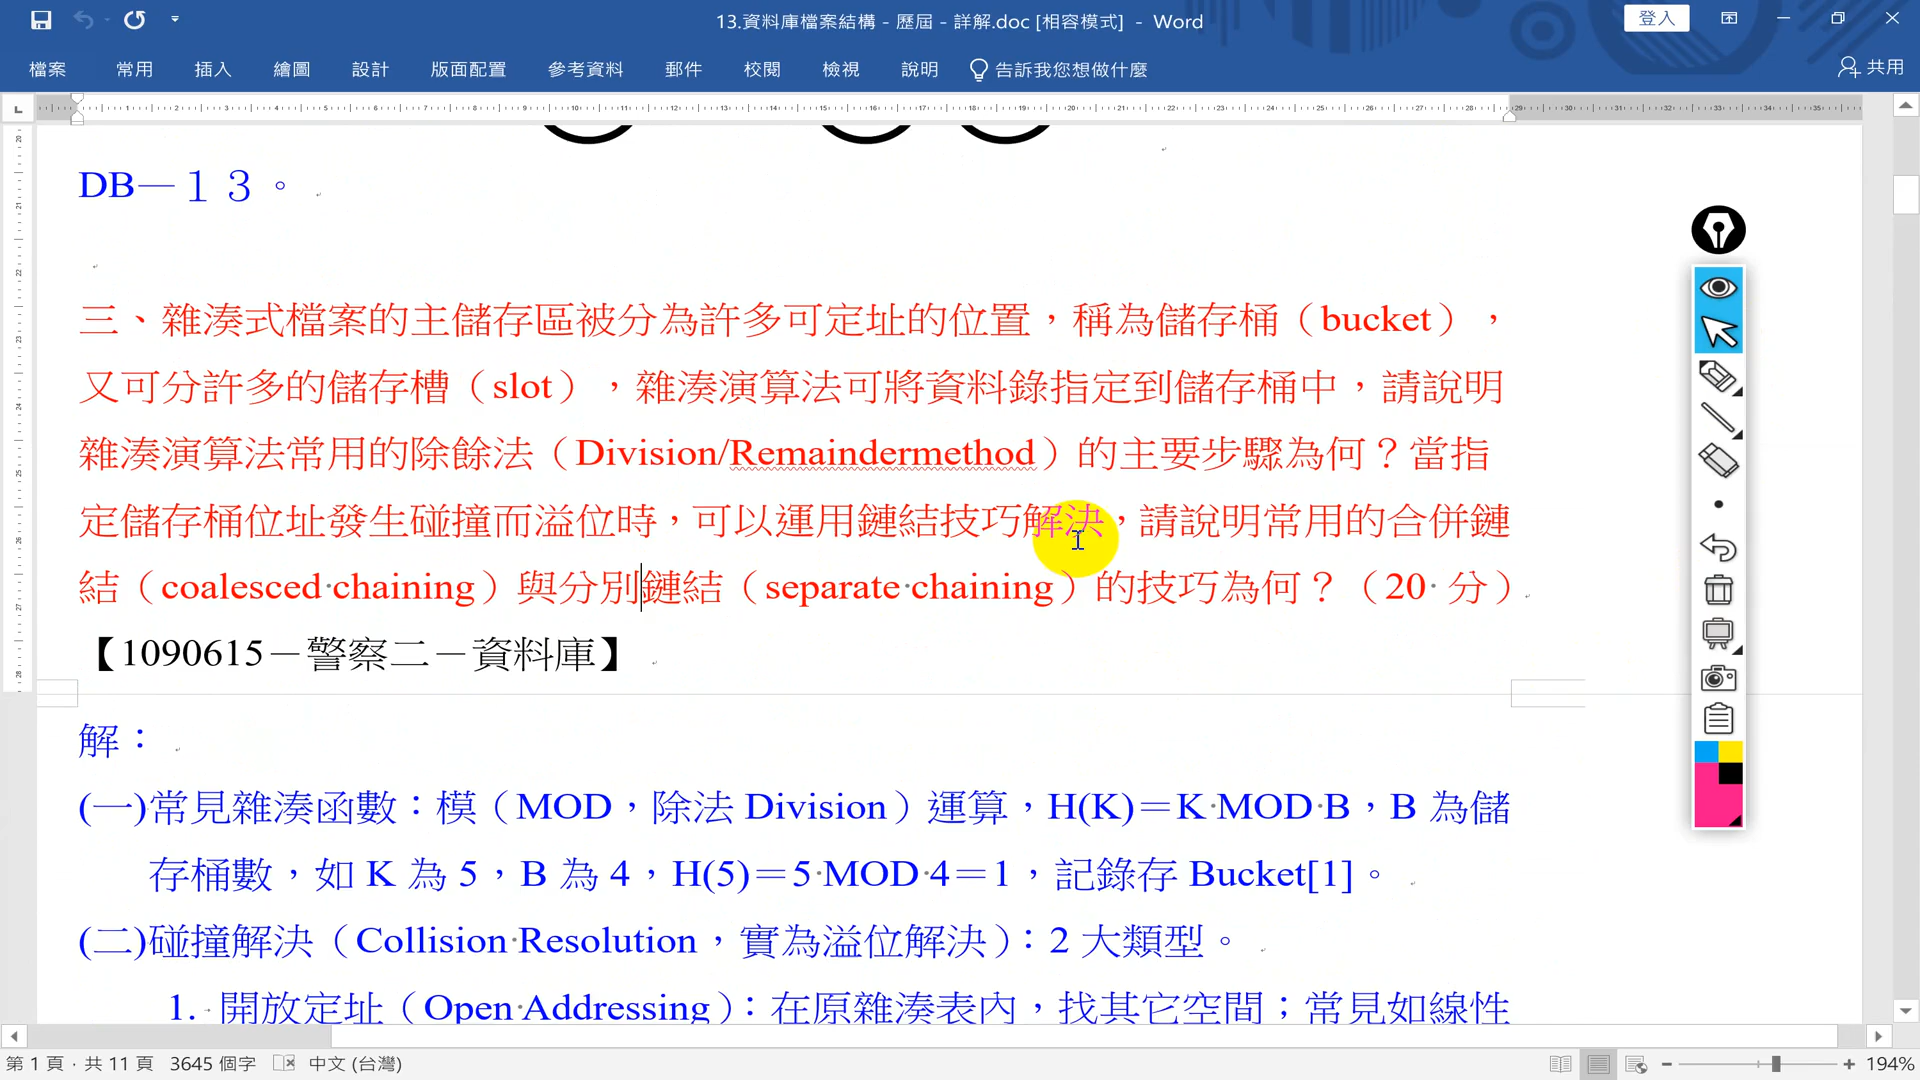 13.資料庫檔案結構 - 歷屆 - 詳解.doc [相容模式] - Word
登入
檔案 常用 插入 繪圖 設計 版面配置 參考資料 郵件 校閱 檢視 說明 告訴我您想做什麼 共用
DB—１３。
三、雜湊式檔案的主儲存區被分為許多可定址的位置，稱為儲存桶（bucket），
又可分許多的儲存槽（slot），雜湊演算法可將資料錄指定到儲存桶中，請說明
雜湊演算法常用的除餘法（Division/Remaindermethod）的主要步驟為何？當指
定儲存桶位址發生碰撞而溢位時，可以運用鏈結技巧解決，請說明常用的合併鏈
結（coalesced chaining）與分別鏈結（separate chaining）的技巧為何？（20 分）
【1090615－警察二－資料庫】
解：
(一)常見雜湊函數：模（MOD，除法 Division）運算，H(K)＝K MOD B，B 為儲
存桶數，如 K 為 5，B 為 4，H(5)＝5 MOD 4＝1，記錄存 Bucket[1]。
(二)碰撞解決（Collision Resolution，實為溢位解決）：2 大類型。
1. 開放定址（Open Addressing）：在原雜湊表內，找其它空間；常見如線性
第 1 頁，共 11 頁 3645 個字 中文 (台灣) 194%